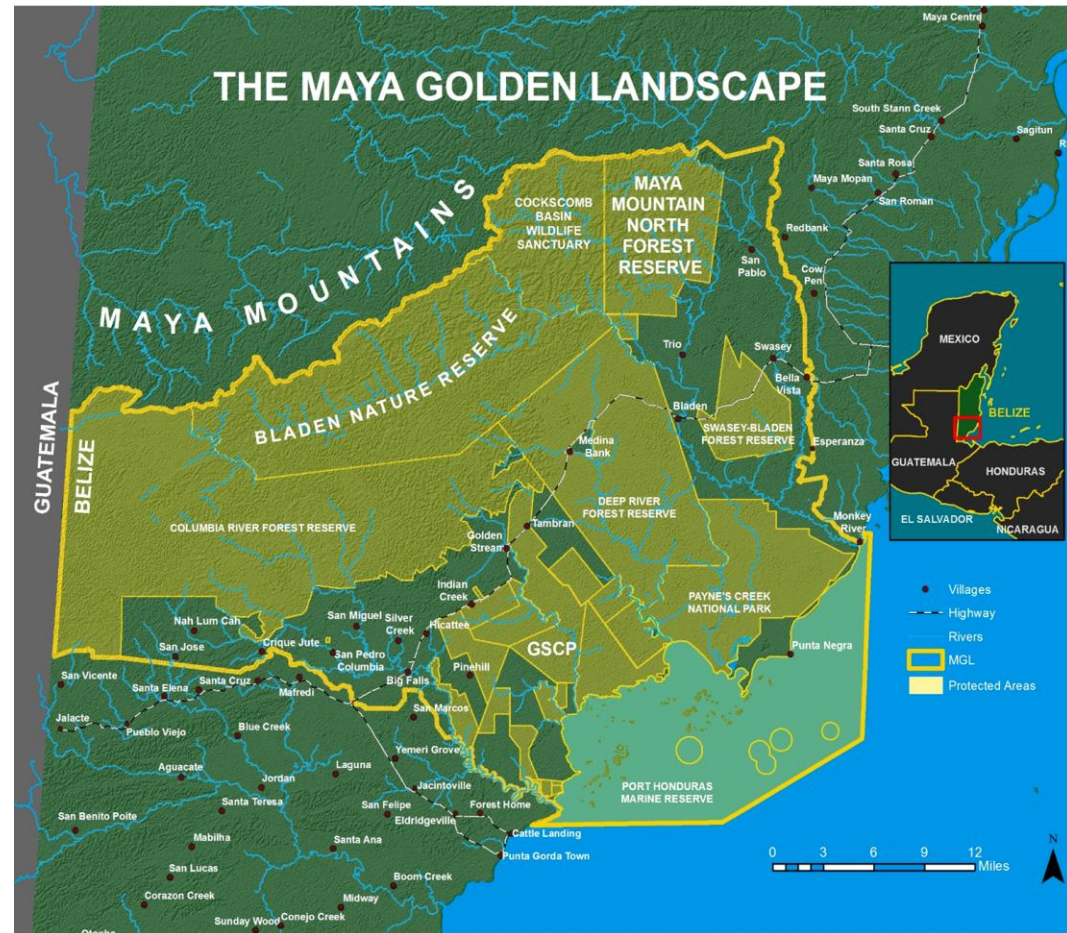 Maya Centre
THE MAYA GOLDEN LANDSCAPE
South Stann Creek
Santa Cruz
Sagitun
R
Santa Rosa
Maya Mopan
San Roman
MAYA MOUNTAINS
COCKSCOMB
BASIN
WILDLIFE
SANCTUARY
MAYA
MOUNTAIN
NORTH
FOREST
RESERVE
Redbank
San
Pablo
Cow
Pen
BLADEN NATURE RESERVE
Trio
Swasey
Bella
Vista
Bladen
SWASEY-BLADEN
FOREST RESERVE
Esperanza
Medina
Bank
GUATEMALA
BELIZE
COLUMBIA RIVER FOREST RESERVE
DEEP RIVER
FOREST RESERVE
Tambran
Golden
Stream
Monkey
River
Indian
Creek
PAYNE'S CREEK
NATIONAL PARK
Nah Lum Cah
San Miguel
Silver
Creek
Hicattee
GSCP
Punta Negra
San Jose
Crique Jute
San Pedro
Columbia
Big Falls
Pinehill
San Vicente
Santa Elena
Santa Cruz
Mafredi
San Marcos
Jalacte
Pueblo Viejo
Blue Creek
Yemeri Grove
Aguacate
Laguna
Jordan
Jacintoville
PORT HONDURAS
MARINE RESERVE
Santa Teresa
San Felipe
Forest Home
San Benito Poite
Eldridgeville
Cattle Landing
Mabilha
Santa Ana
Punta Gorda Town
San Lucas
Boom Creek
Corazon Creek
Midway
Sunday Wood
Conejo Creek
MEXICO
BELIZE
GUATEMALA
HONDURAS
EL SALVADOR
NICARAGUA
Villages
Highway
Rivers
MGL
Protected Areas
N
0 3 6 9 12
Miles